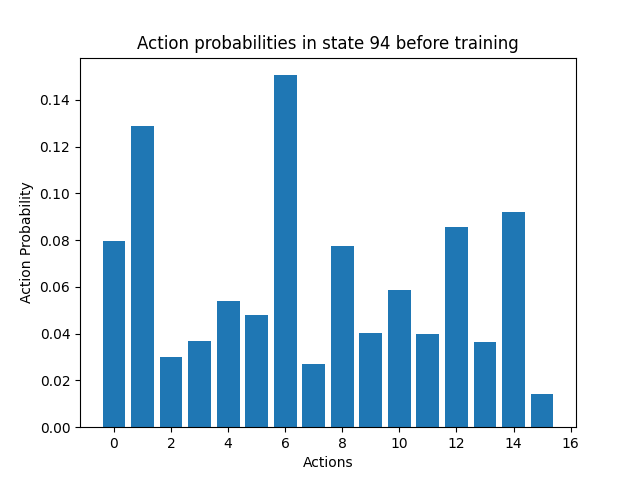 Action probabilities in state 94 before training
0.14
0.12
0.10
0.08
0.06
0.04
0.02
0.00
Action Probability
0 2 4 6 8 10 12 14 16
Actions